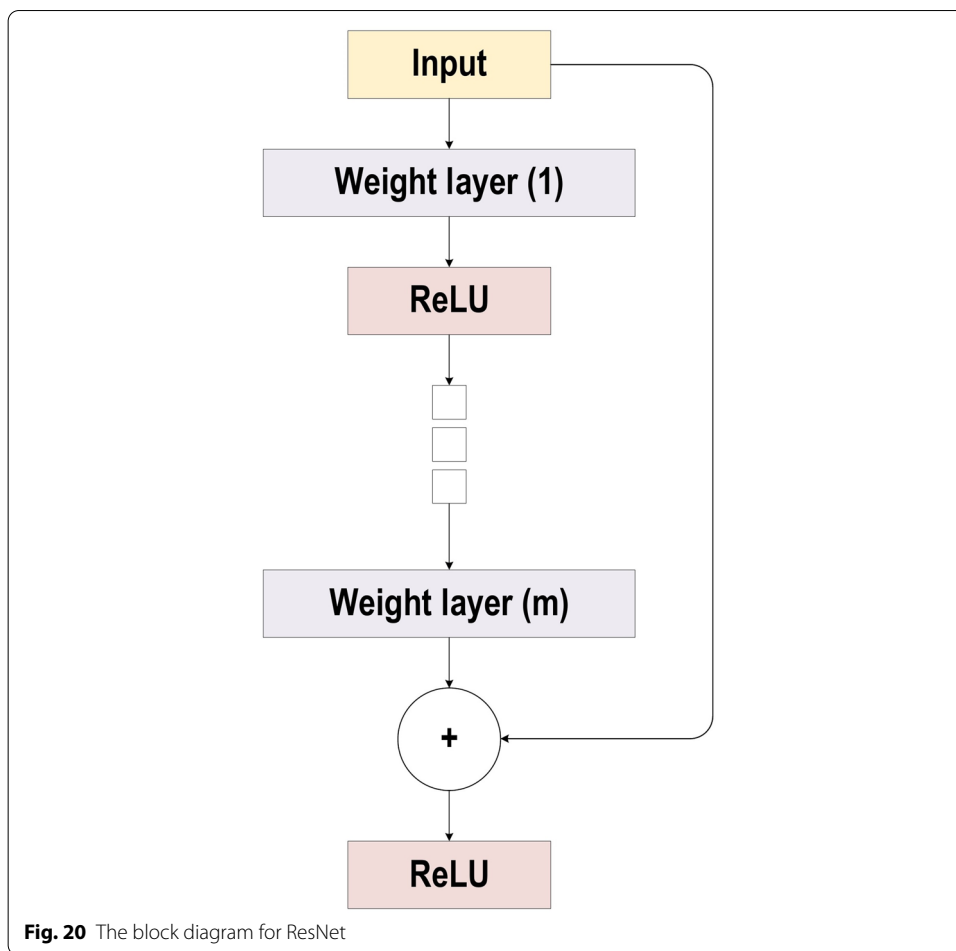 Input
Weight layer (1)
ReLU
Weight layer (m)
+
ReLU
Fig. 20 The block diagram for ResNet